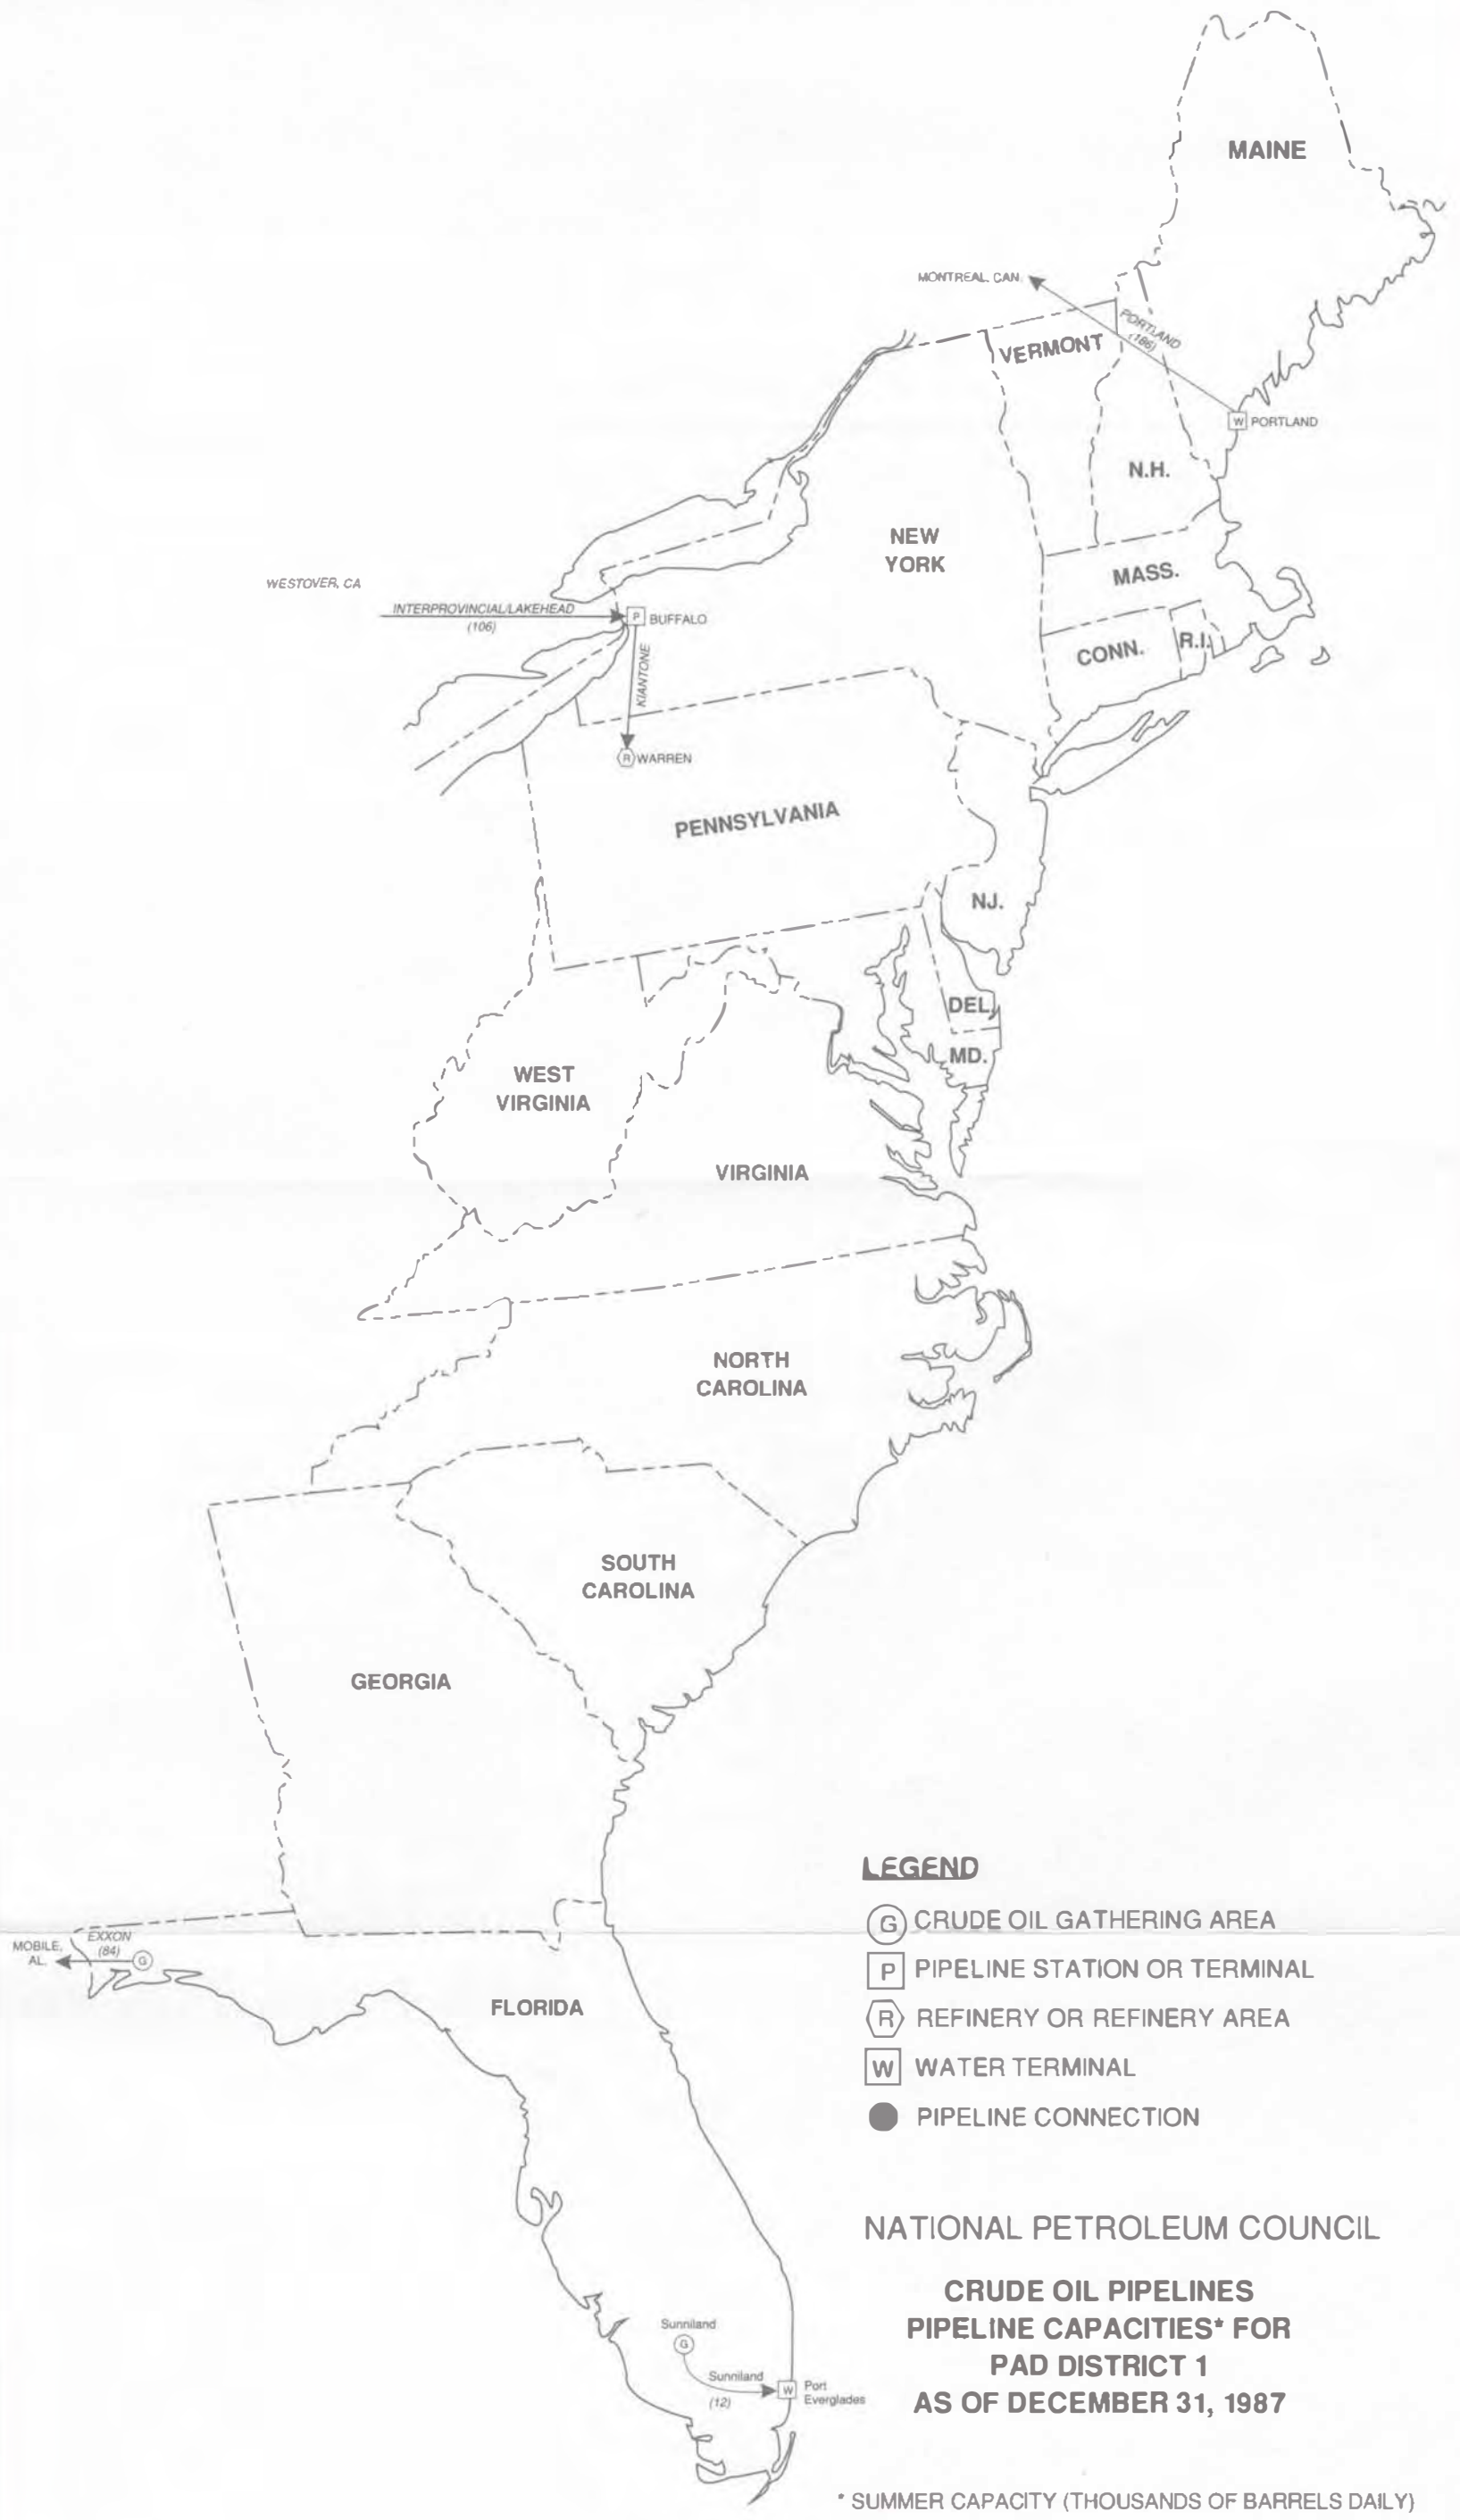 MAINE
MONTREAL, CAN.
PORTLAND
(186)
VERMONT
W PORTLAND
N.H.
NEW
YORK
MASS.
WESTOVER, CA
INTERPROVINCIAL/LAKEHEAD
(106)
P BUFFALO
CONN.
R.I.
KIANTONE
R WARREN
PENNSYLVANIA
NJ.
DEL.
MD.
WEST
VIRGINIA
VIRGINIA
NORTH
CAROLINA
SOUTH
CAROLINA
GEORGIA
LEGEND
G CRUDE OIL GATHERING AREA
P PIPELINE STATION OR TERMINAL
R REFINERY OR REFINERY AREA
W WATER TERMINAL
PIPELINE CONNECTION
MOBILE,
AL.
EXXON
(84)
G
FLORIDA
NATIONAL PETROLEUM COUNCIL
CRUDE OIL PIPELINES
PIPELINE CAPACITIES* FOR
PAD DISTRICT 1
AS OF DECEMBER 31, 1987
Sunniland
G
Sunniland
(12)
W Port
Everglades
* SUMMER CAPACITY (THOUSANDS OF BARRELS DAILY)